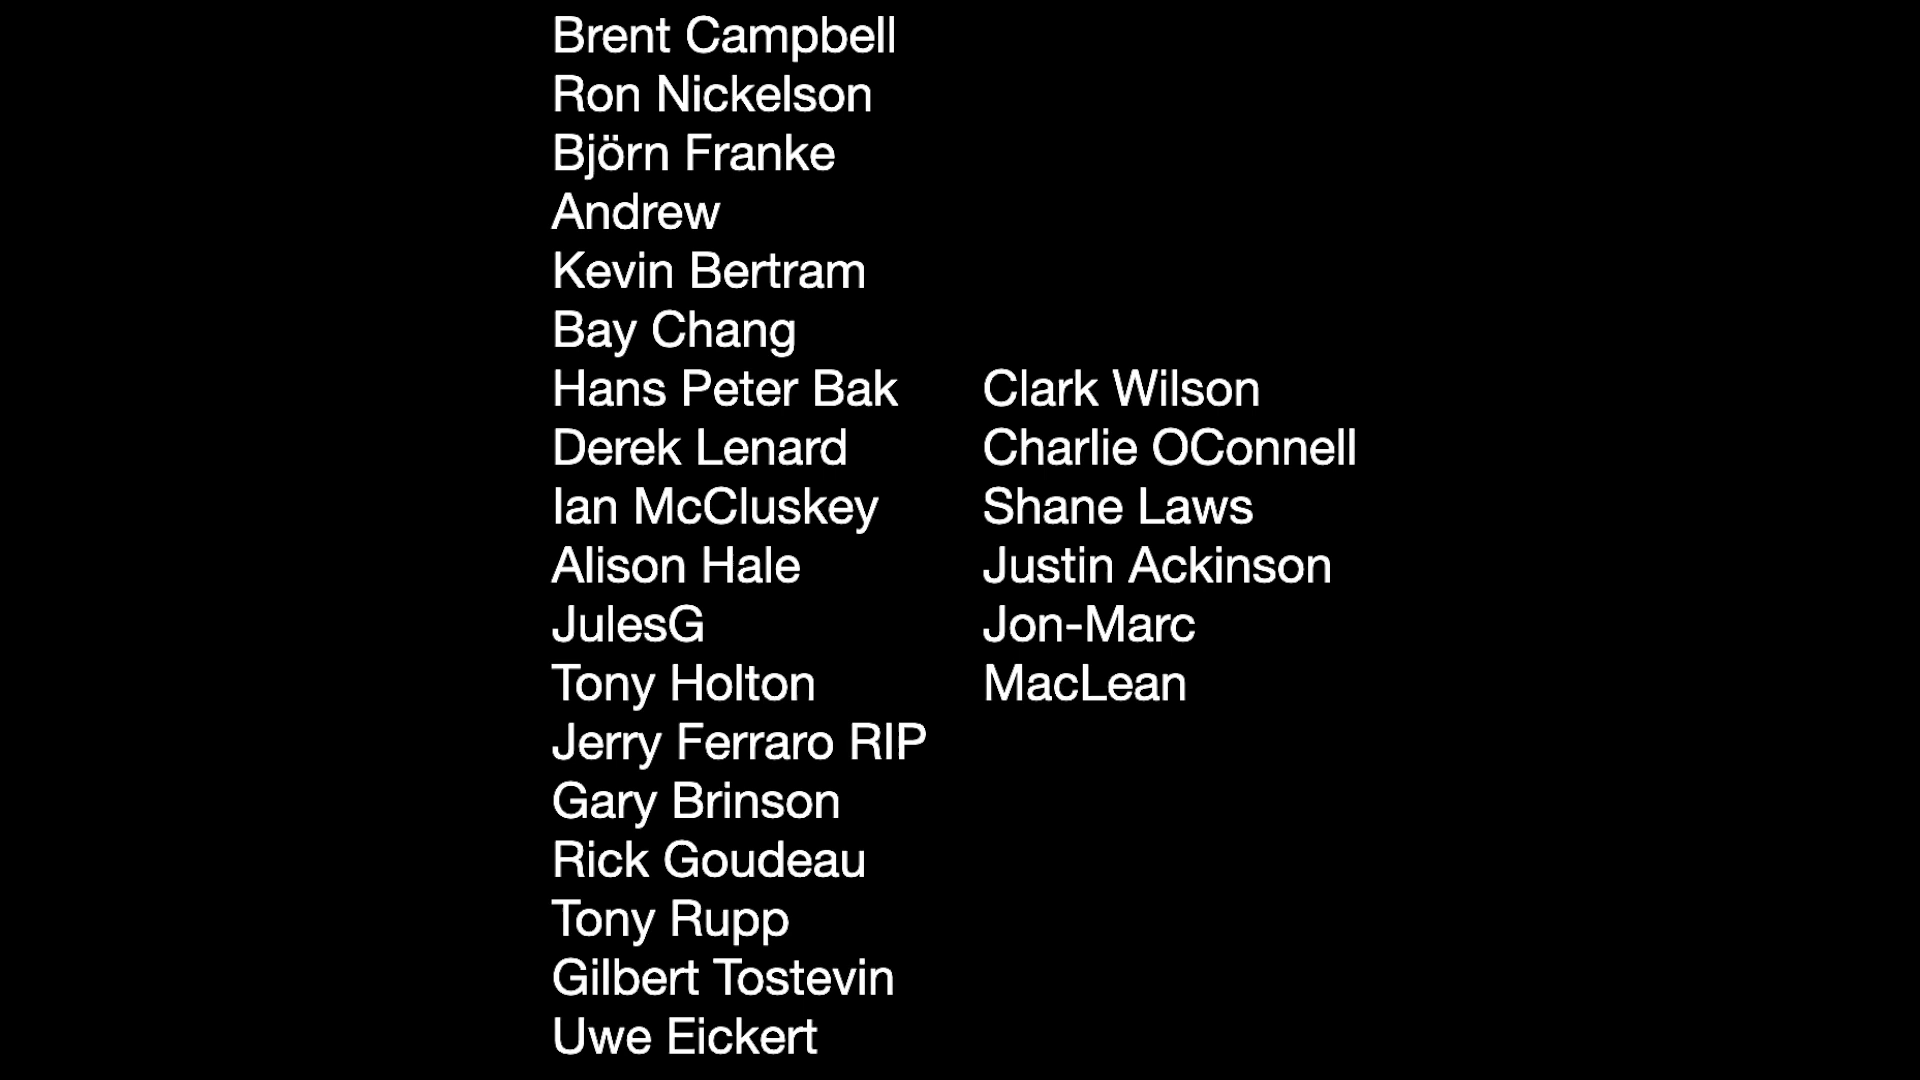 Brent Campbell
Ron Nickelson
Björn Franke
Andrew
Kevin Bertram
Bay Chang
Hans Peter Bak
Derek Lenard
Ian McCluskey
Alison Hale
JulesG
Tony Holton
Jerry Ferraro RIP
Gary Brinson
Rick Goudeau
Tony Rupp
Gilbert Tostevin
Uwe Eickert
Clark Wilson
Charlie OConnell
Shane Laws
Justin Ackinson
Jon-Marc
MacLean